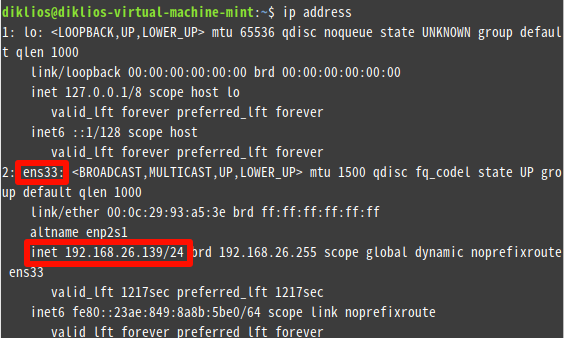 diklios@diklios-virtual-machine-mint:~$ ip address
1: lo: <LOOPBACK,UP,LOWER_UP> mtu 65536 qdisc noqueue state UNKNOWN group defaul
t qlen 1000
link/loopback 00:00:00:00:00:00 brd 00:00:00:00:00:00
inet 127.0.0.1/8 scope host lo
valid_lft forever preferred_lft forever
inet6 ::1/128 scope host
valid_lft forever preferred_lft forever
2: ens33: <BROADCAST,MULTICAST,UP,LOWER_UP> mtu 1500 qdisc fq_codel state UP gro
up default qlen 1000
link/ether 00:0c:29:93:a5:3e brd ff:ff:ff:ff:ff:ff
altname enp2s1
inet 192.168.26.139/24 brd 192.168.26.255 scope global dynamic noprefixroute
ens33
valid_lft 1217sec preferred_lft 1217sec
inet6 fe80::23ae:849:8a8b:5be0/64 scope link noprefixroute
valid_lft forever preferred_lft forever